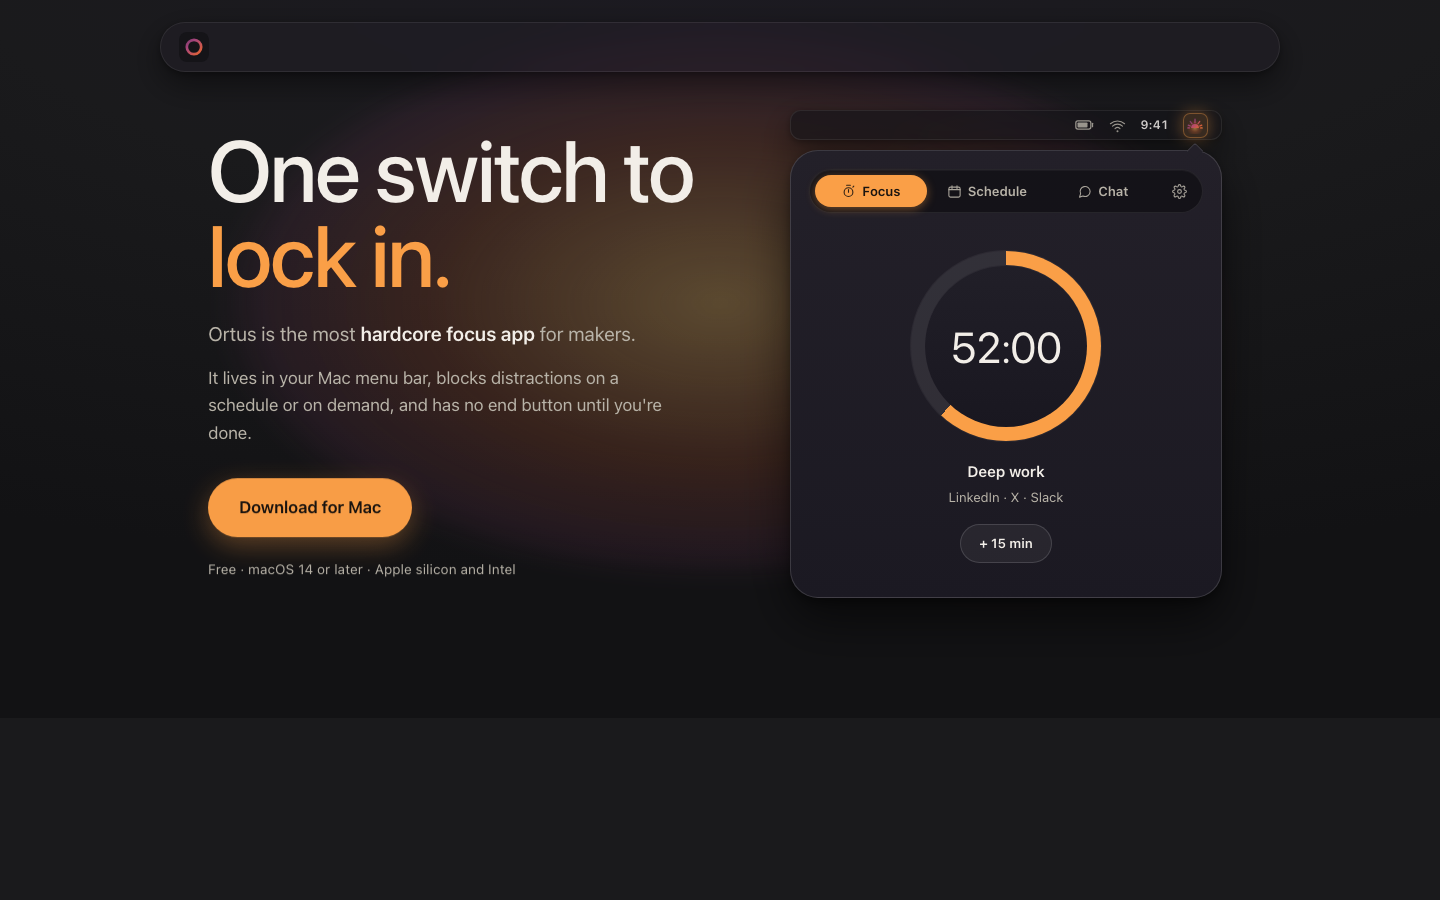 9:41
One switch to
lock in.
Ortus is the most hardcore focus app for makers.
It lives in your Mac menu bar, blocks distractions on a
schedule or on demand, and has no end button until you're
done.
Download for Mac
Free · macOS 14 or later · Apple silicon and Intel
Focus
Schedule
Chat
52:00
Deep work
LinkedIn · X · Slack
+ 15 min